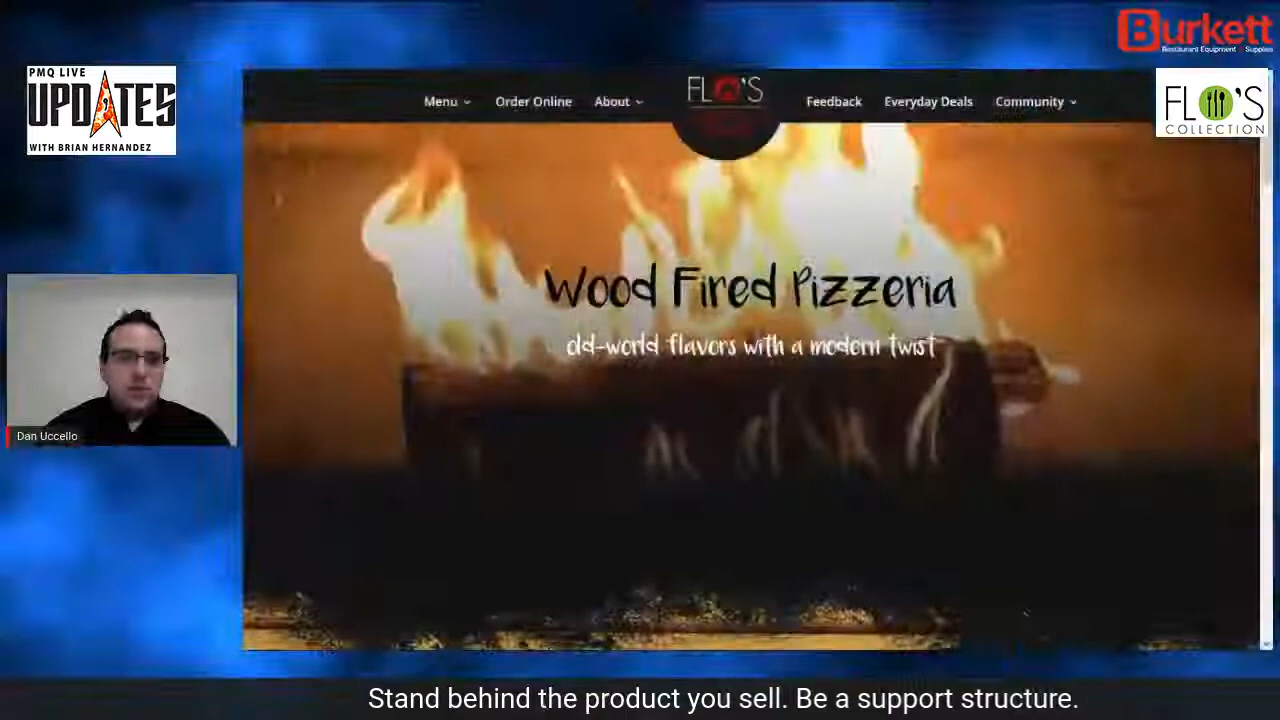 Burkett
Restaurant Equipment & Supplies
PMQ LIVE
UPDATES
WITH BRIAN HERNANDEZ
Menu
Order Online
About
FLO'S
Feedback
Everyday Deals
Community
FLO'S
COLLECTION
Wood Fired Pizzeria
old-world flavors with a modern twist
Dan Uccello
Stand behind the product you sell. Be a support structure.